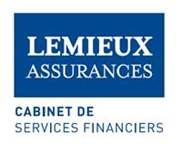 LEMIEUX
ASSURANCES
CABINET DE
SERVICES FINANCIERS